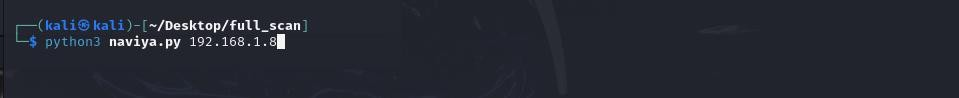 ┌──(kali㉿kali)-[~/Desktop/full_scan]
└─$ python3 naviya.py 192.168.1.8